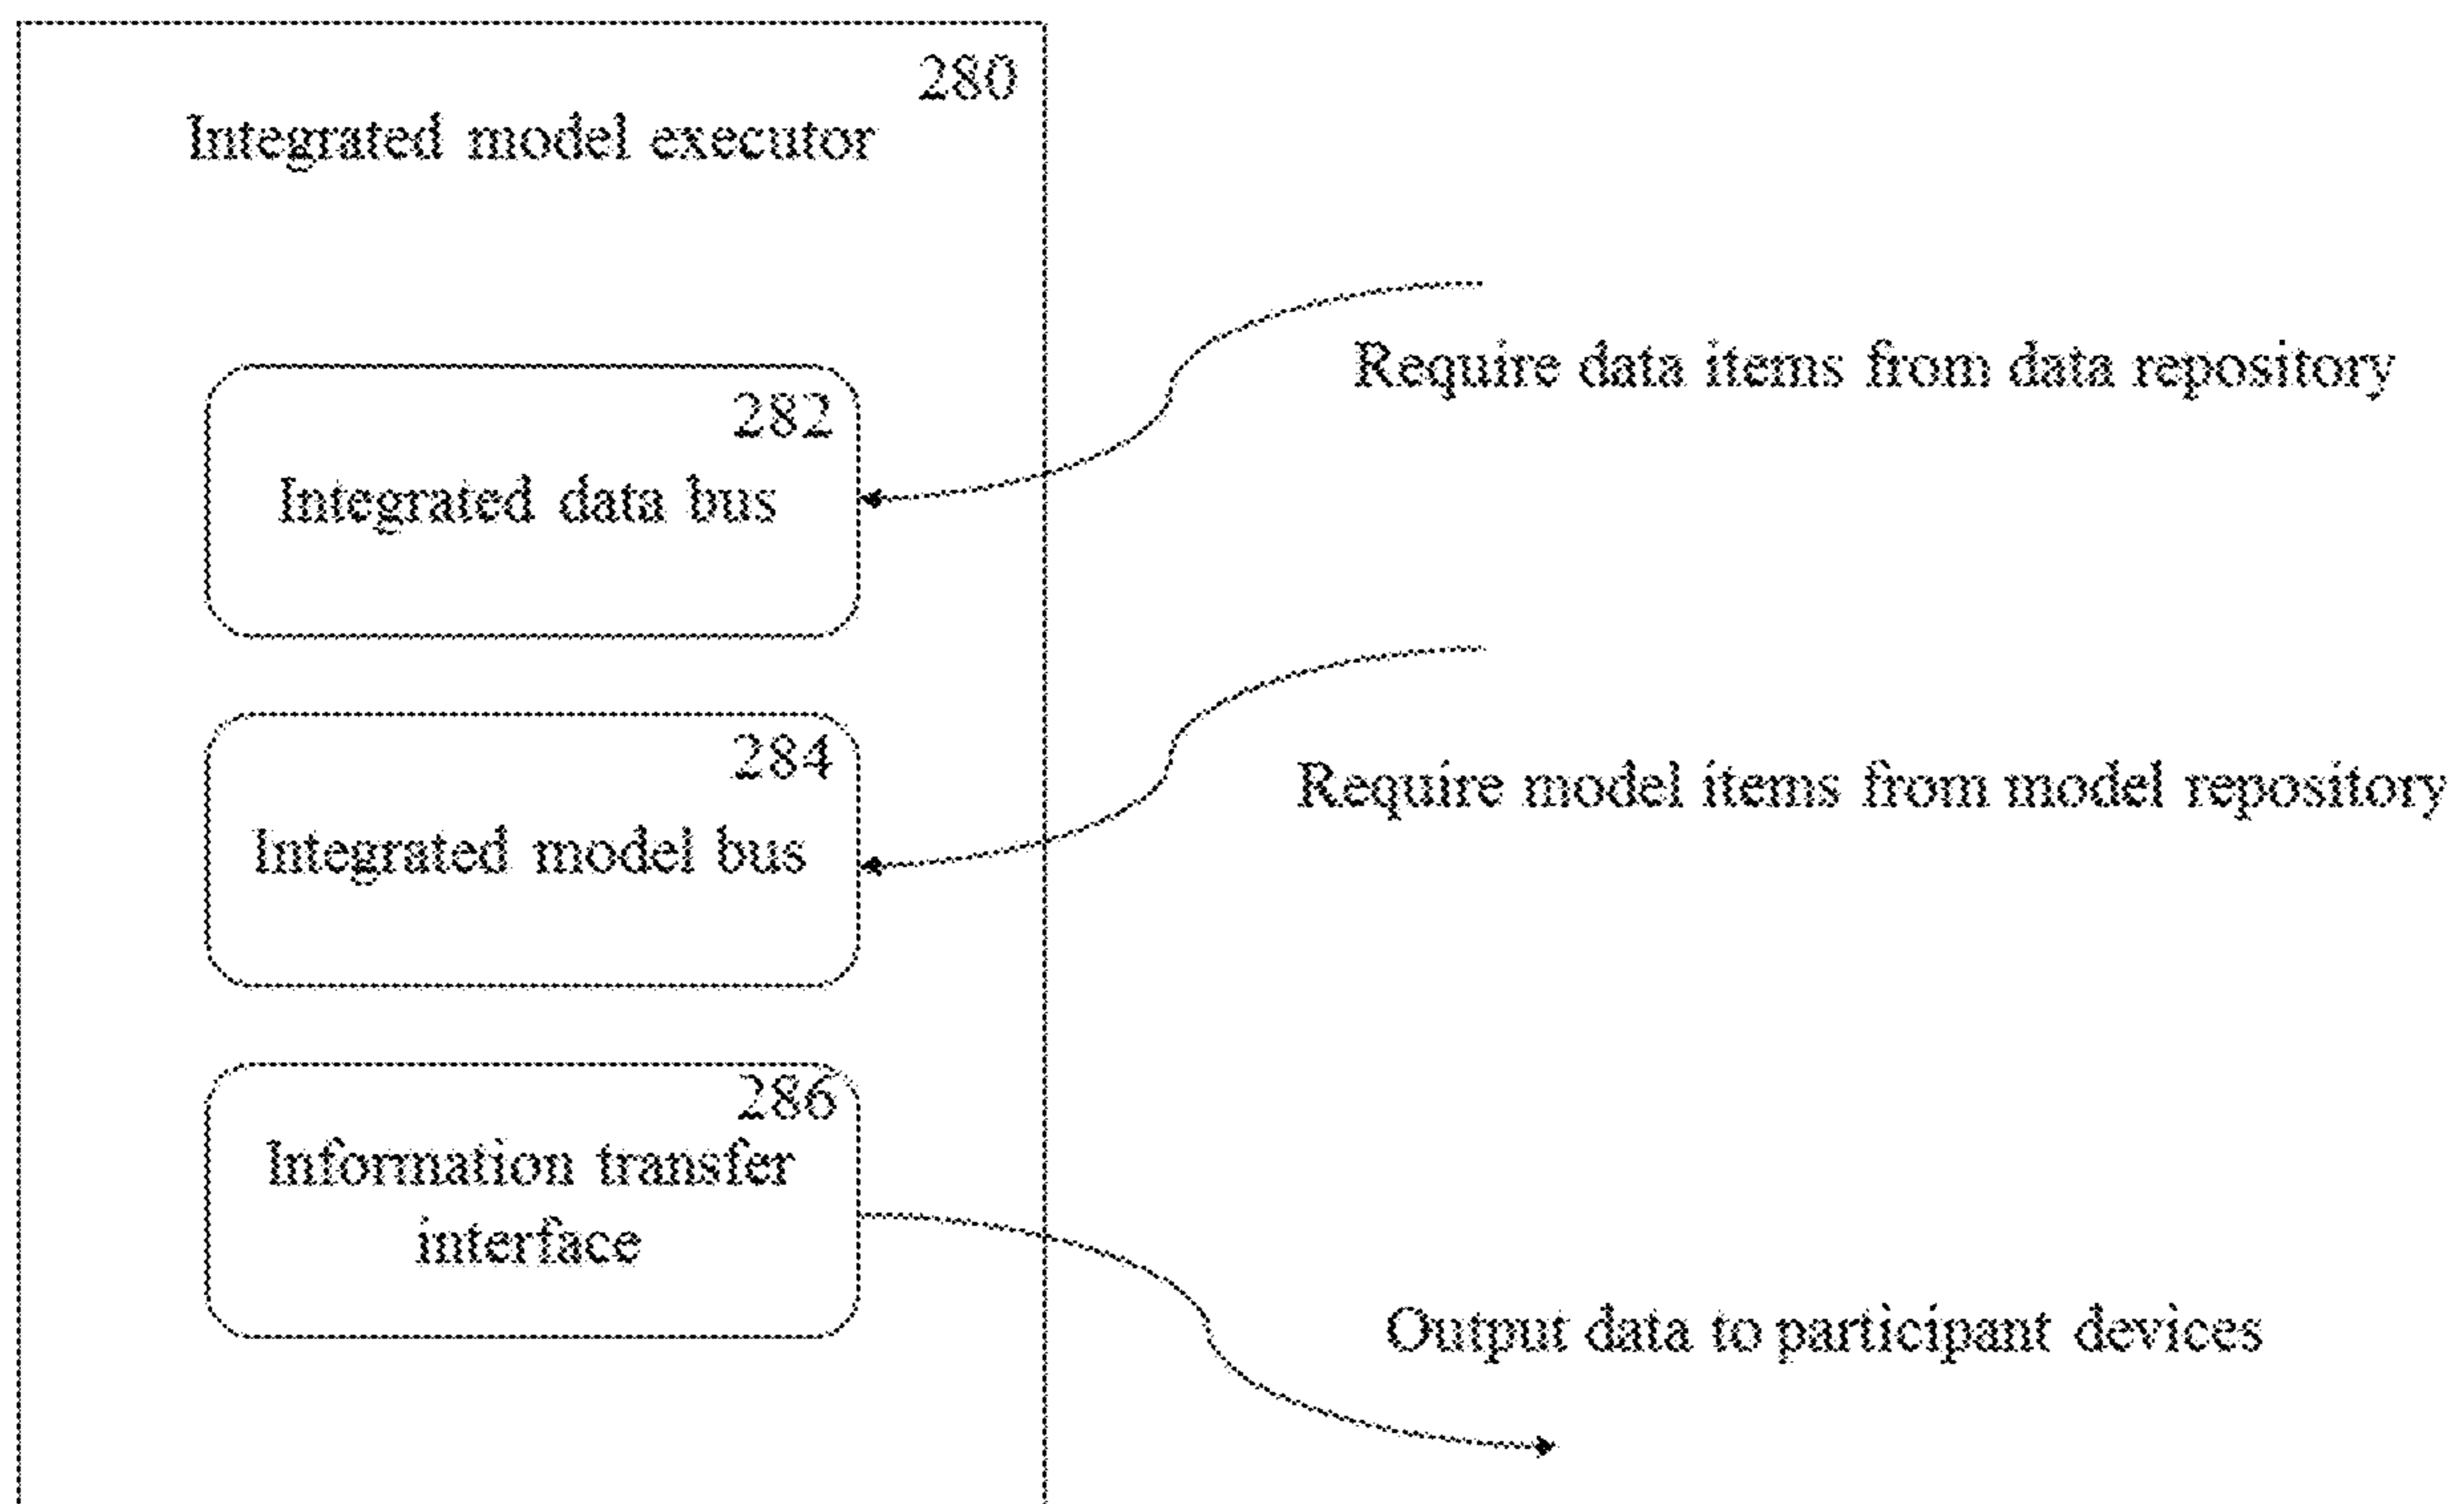 280
Integrated model executor
Require data items from data repository
282
Integrated data bus
284
Require model items from model repository
Integrated model bus
286
Information transfer
interface
Output data to participant devices